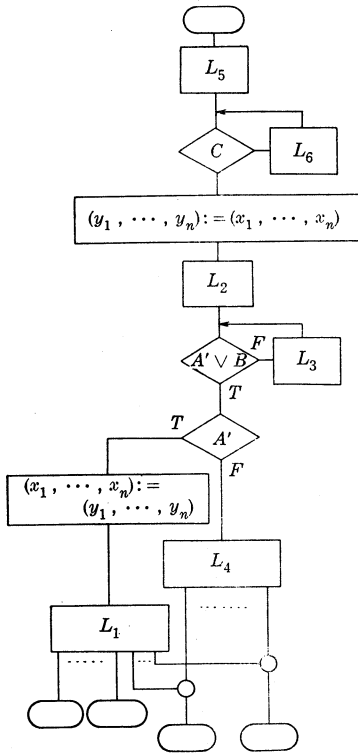 L₅
C
L₆
(y₁ , ⋯ , yₙ) := (x₁ , ⋯ , xₙ)
L₂
A′ ∨ B
F
L₃
T
T
A′
F
(x₁ , ⋯ , xₙ) :=
(y₁ , ⋯ , yₙ)
L₄
L₁